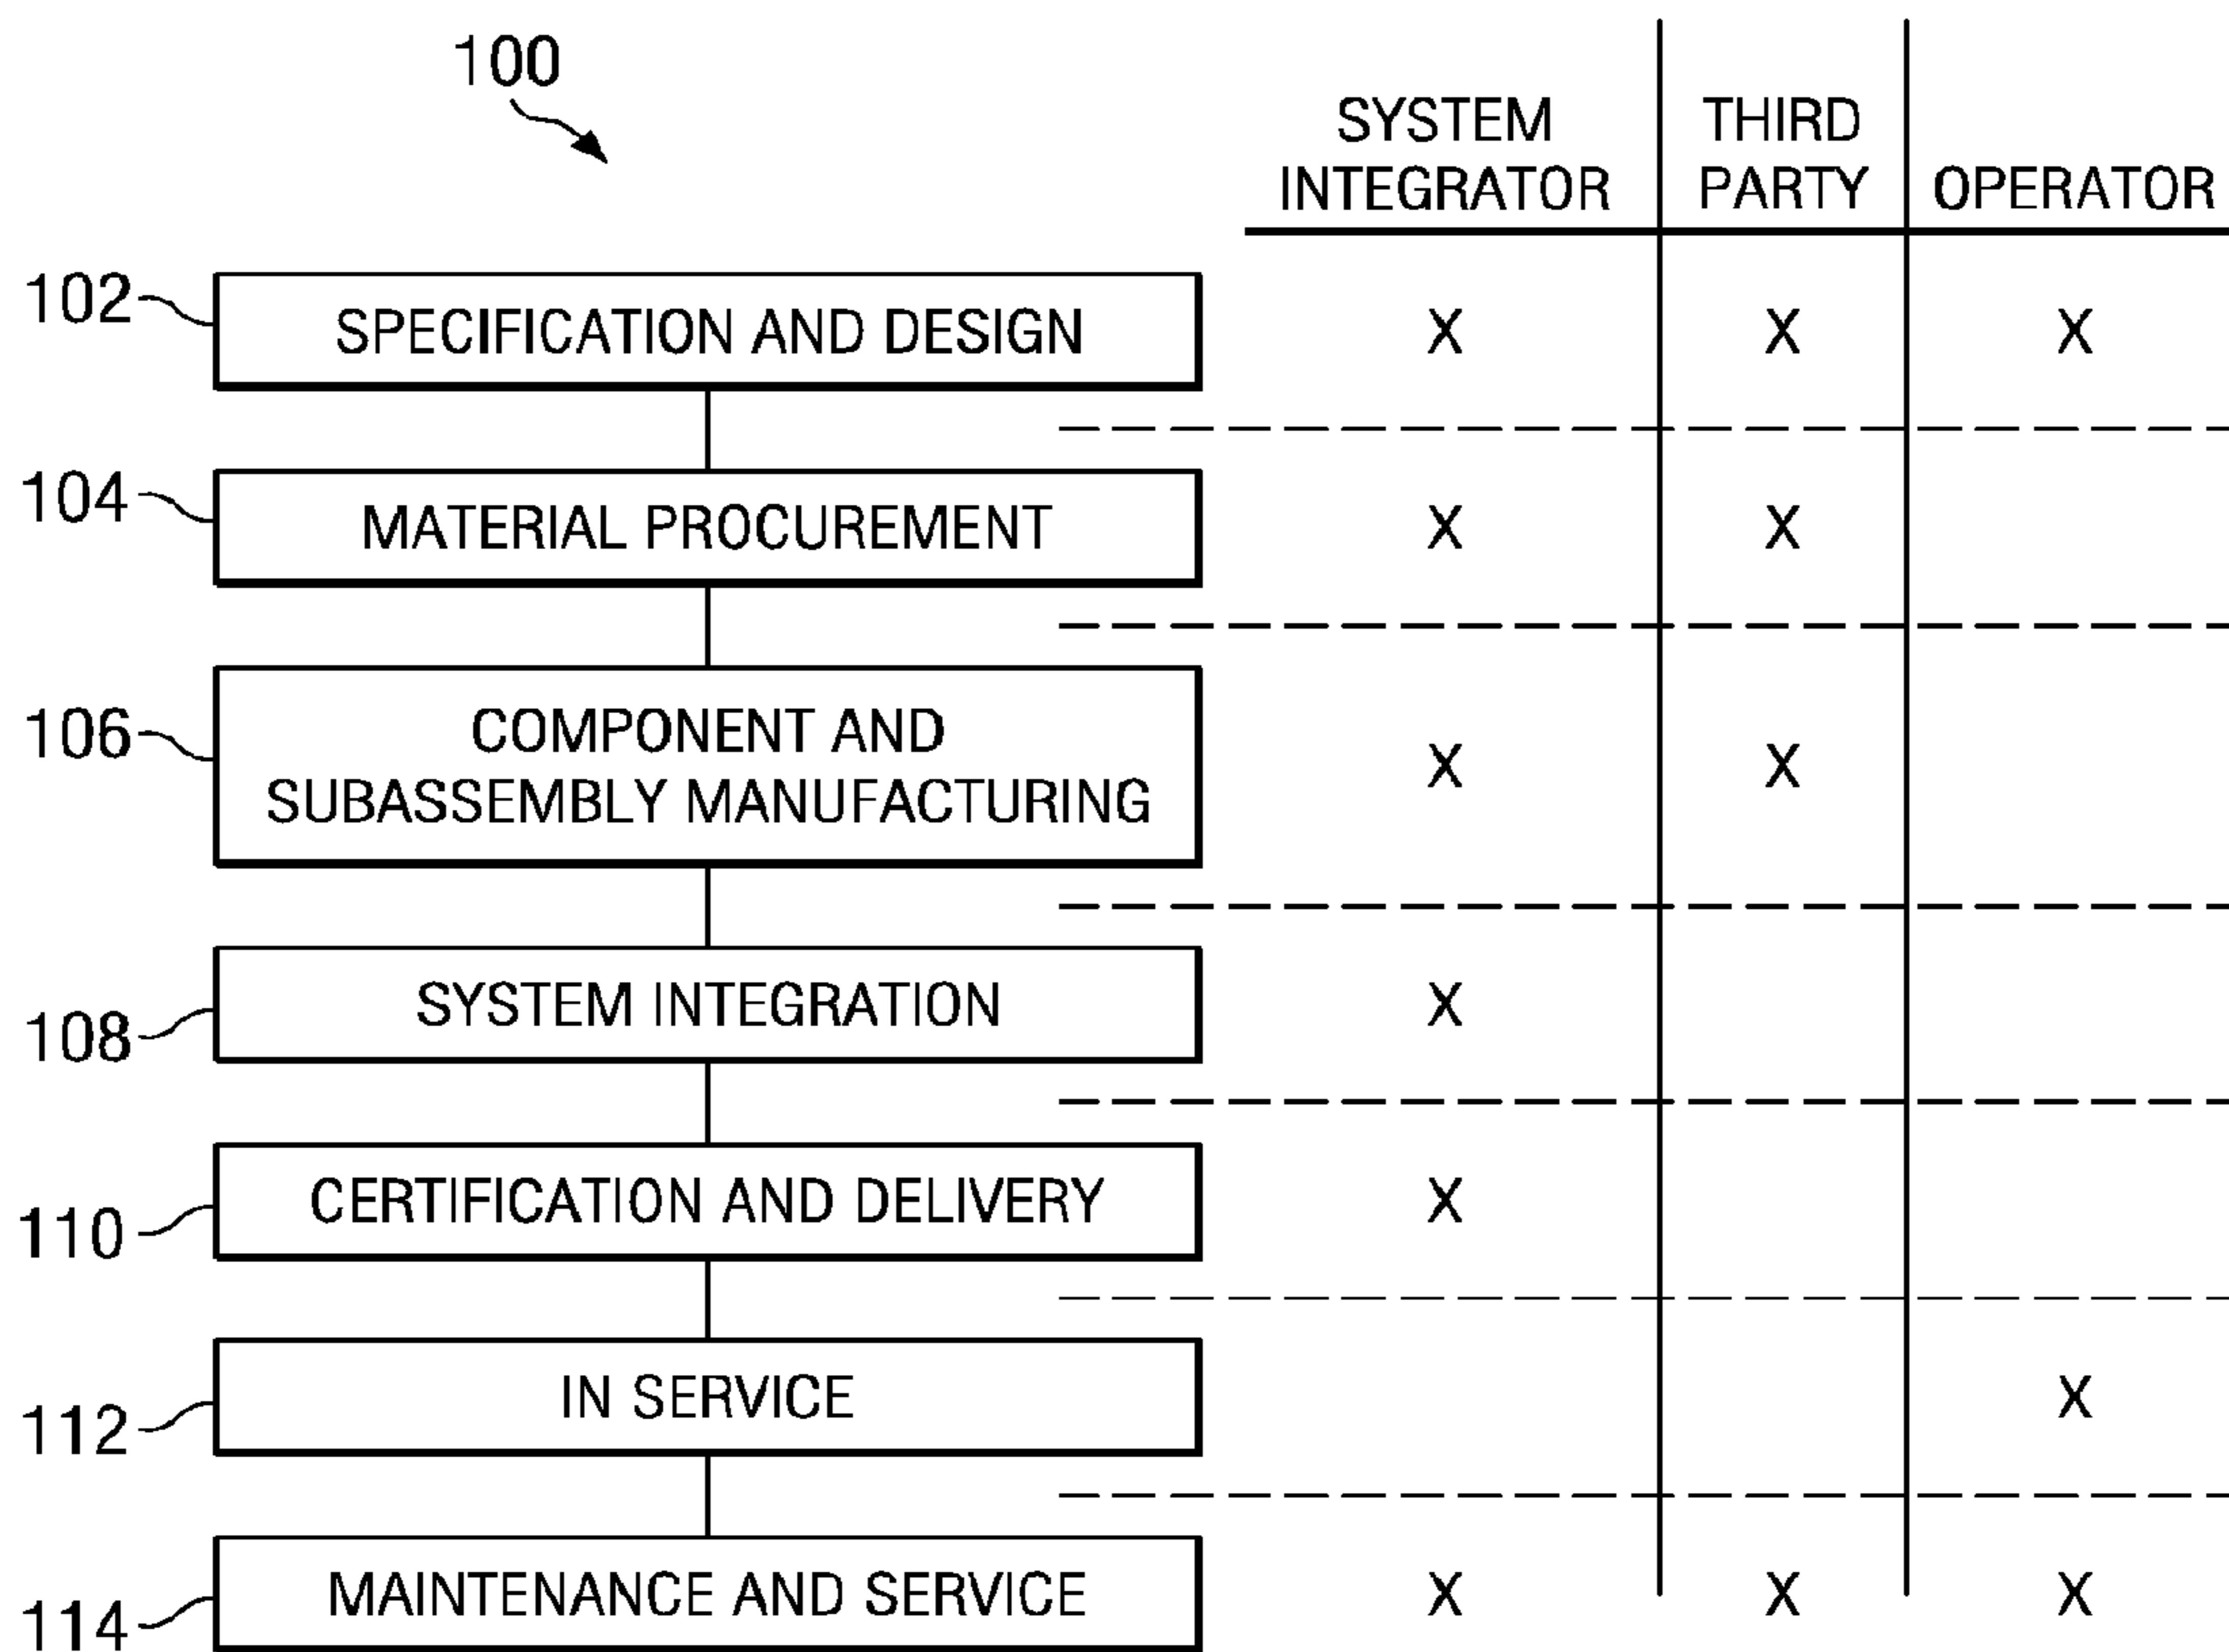 100
SYSTEM
INTEGRATOR
THIRD
PARTY
OPERATOR
102
SPECIFICATION AND DESIGN
X X X
104
MATERIAL PROCUREMENT
X X
106
COMPONENT AND
SUBASSEMBLY MANUFACTURING
X X
108
SYSTEM INTEGRATION
X
110
CERTIFICATION AND DELIVERY
X
112
IN SERVICE
X
114
MAINTENANCE AND SERVICE
X X X